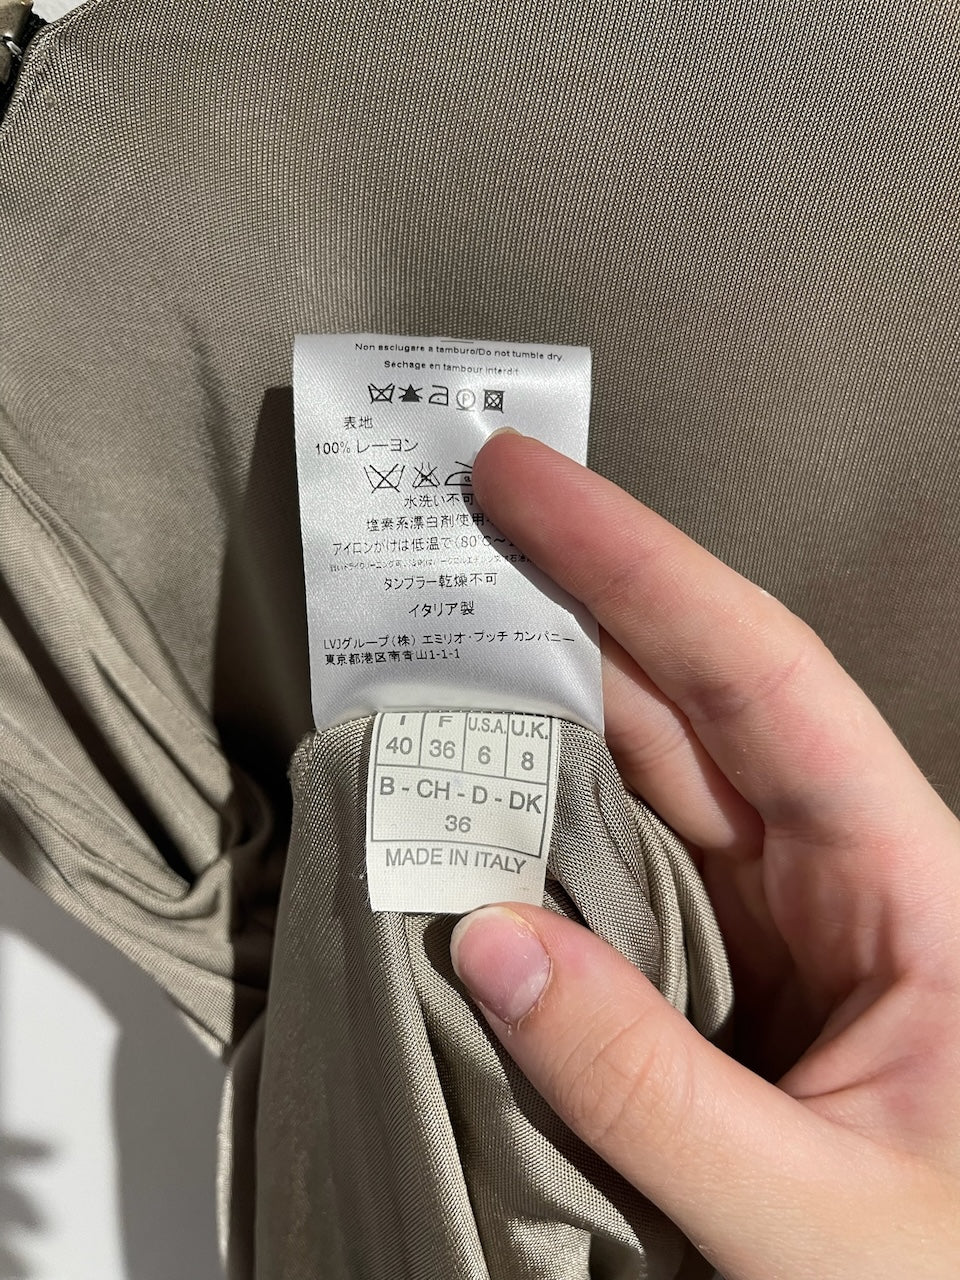 Non asciugare a tamburo/Do not tumble dry.
Séchage en tambour interdit
P
表地
100% レーヨン
水洗い不可
塩素系漂白剤使用
アイロンかけは低温で(80℃~
タンブラー乾燥不可
イタリア製
LVJグループ(株) エミリオ・プッチ カンパニー
東京都港区南青山1-1-1
I F U.S.A. U.K.
40 36 6 8
B - CH - D - DK
36
MADE IN ITALY